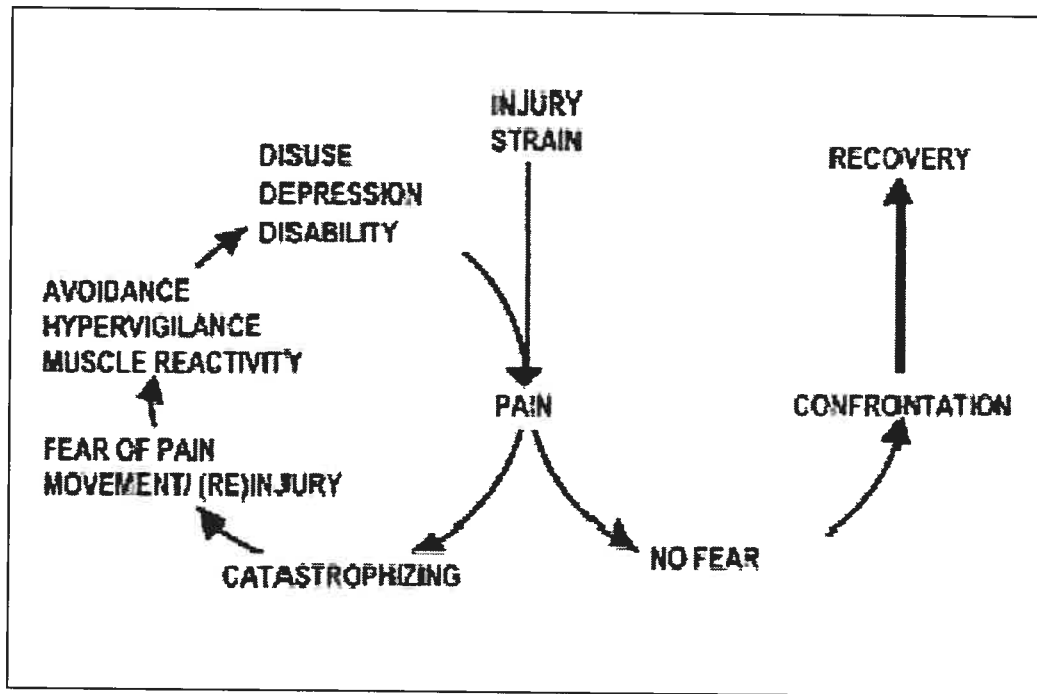 INJURY
STRAIN
DISUSE
DEPRESSION
DISABILITY
RECOVERY
AVOIDANCE
HYPERVIGILANCE
MUSCLE REACTIVITY
PAIN
CONFRONTATION
FEAR OF PAIN
MOVEMENT/ (RE)INJURY
CATASTROPHIZING
NO FEAR